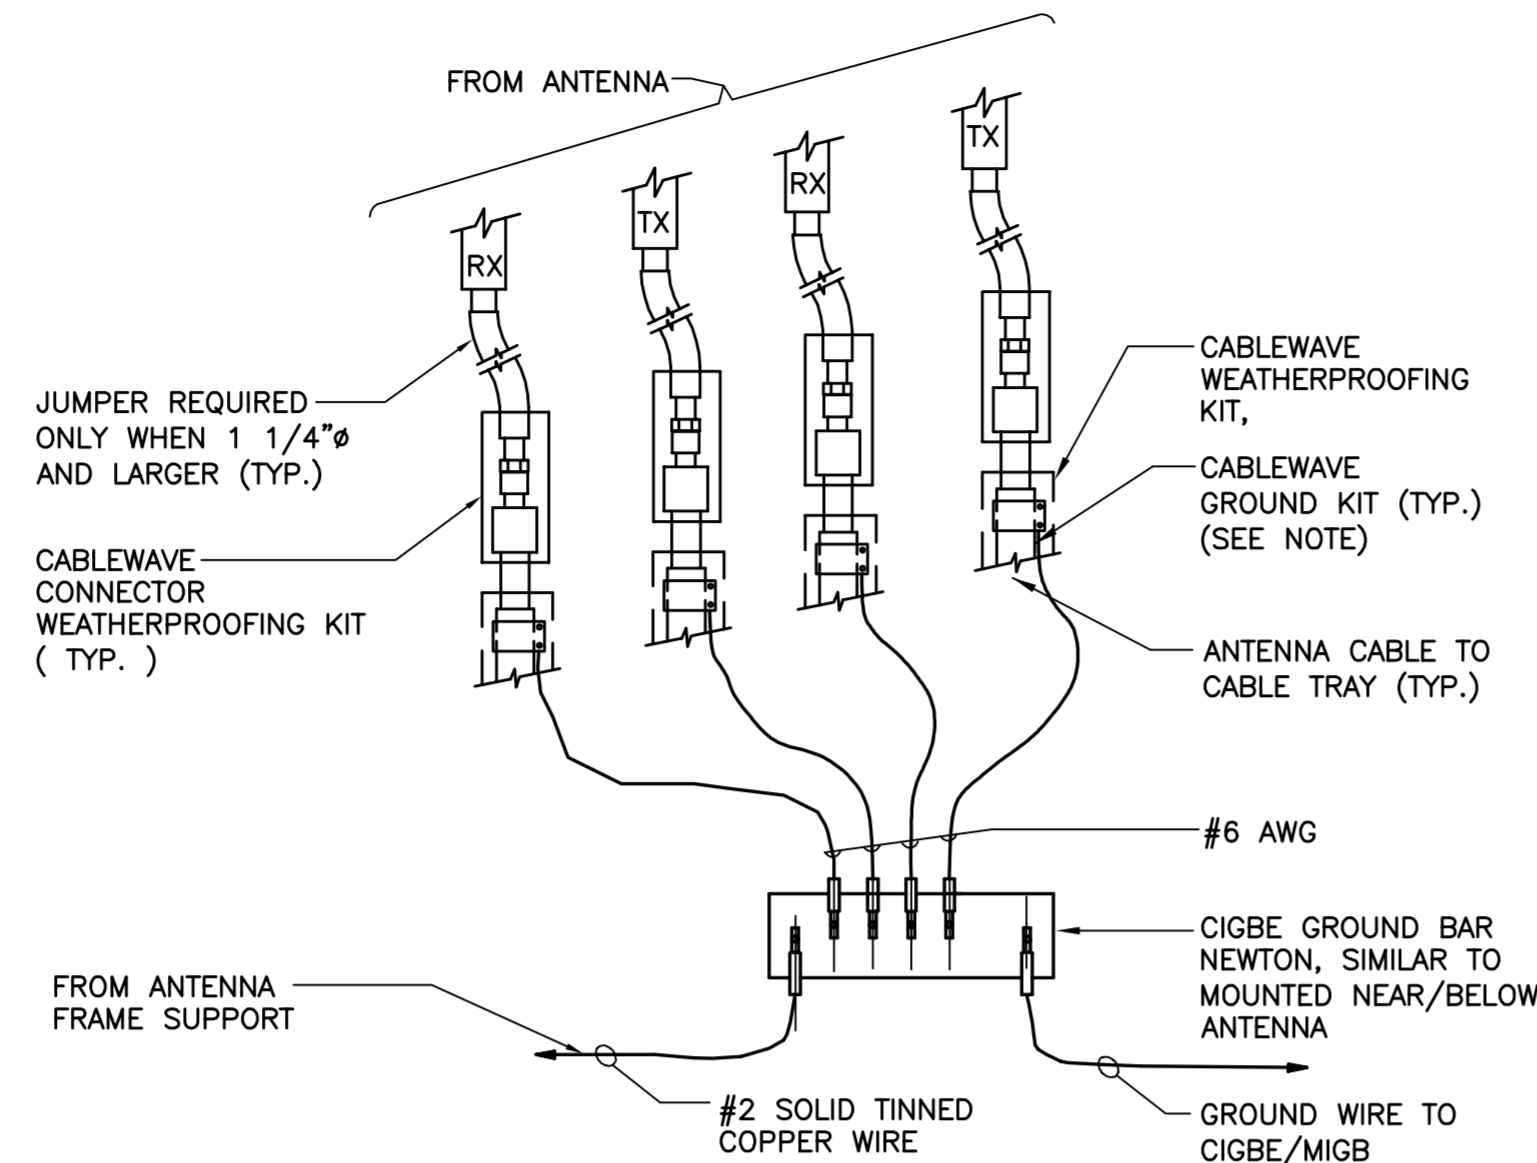 FROM ANTENNA
TX
RX
TX
RX
JUMPER REQUIRED
ONLY WHEN 1 1/4"ø
AND LARGER (TYP.)
CABLEWAVE
CONNECTOR
WEATHERPROOFING KIT
( TYP. )
CABLEWAVE
WEATHERPROOFING
KIT,
CABLEWAVE
GROUND KIT (TYP.)
(SEE NOTE)
ANTENNA CABLE TO
CABLE TRAY (TYP.)
#6 AWG
CIGBE GROUND BAR
NEWTON, SIMILAR TO
MOUNTED NEAR/BELOW
ANTENNA
FROM ANTENNA
FRAME SUPPORT
#2 SOLID TINNED
COPPER WIRE
GROUND WIRE TO
CIGBE/MIGB